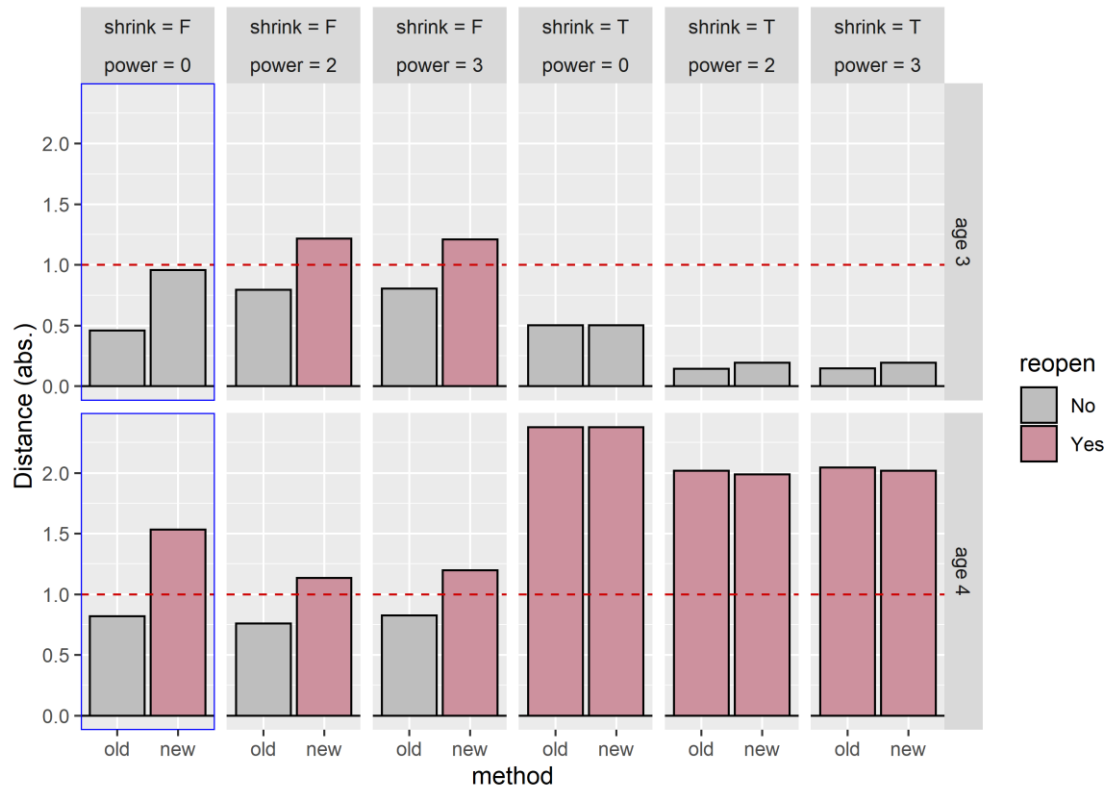 shrink = F shrink = F shrink = F shrink = T shrink = T shrink = T
power = 0 power = 2 power = 3 power = 0 power = 2 power = 3
2.0
1.5
1.0
0.5
0.0
age 3
2.0
1.5
1.0
0.5
0.0
age 4
Distance (abs.)
old new old new old new old new old new old new
method
reopen
No
Yes